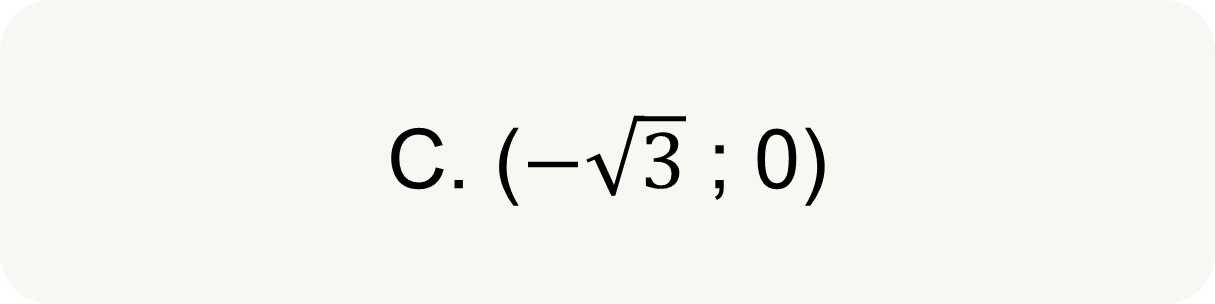 C. (−√3 ; 0)